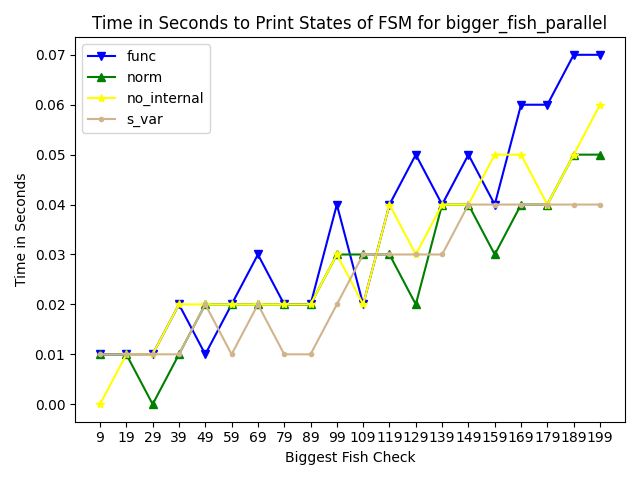 Time in Seconds to Print States of FSM for bigger_fish_parallel
func
norm
no_internal
s_var
Time in Seconds
0.07
0.06
0.05
0.04
0.03
0.02
0.01
0.00
9 19 29 39 49 59 69 79 89 99 109 119 129 139 149 159 169 179 189 199
Biggest Fish Check